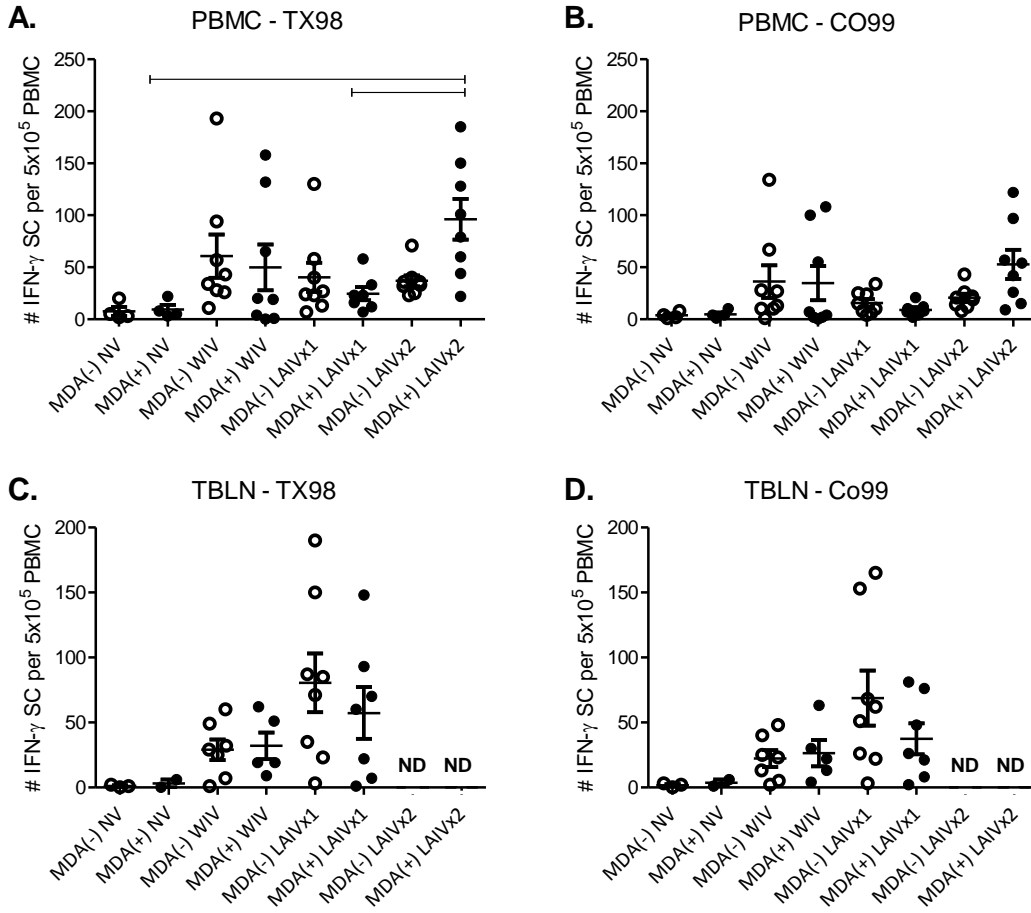 A.
PBMC - TX98
# IFN-γ SC per 5x10⁵ PBMC
250
200
150
100
50
0
MDA(-) NV
MDA(+) NV
MDA(-) WIV
MDA(+) WIV
MDA(-) LAIVx1
MDA(+) LAIVx1
MDA(-) LAIVx2
MDA(+) LAIVx2
B.
PBMC - CO99
# IFN-γ SC per 5x10⁵ PBMC
250
200
150
100
50
0
MDA(-) NV
MDA(+) NV
MDA(-) WIV
MDA(+) WIV
MDA(-) LAIVx1
MDA(+) LAIVx1
MDA(-) LAIVx2
MDA(+) LAIVx2
C.
TBLN - TX98
# IFN-γ SC per 5x10⁵ PBMC
200
150
100
50
0
ND ND
MDA(-) NV
MDA(+) NV
MDA(-) WIV
MDA(+) WIV
MDA(-) LAIVx1
MDA(+) LAIVx1
MDA(-) LAIVx2
MDA(+) LAIVx2
D.
TBLN - Co99
# IFN-γ SC per 5x10⁵ PBMC
200
150
100
50
0
ND ND
MDA(-) NV
MDA(+) NV
MDA(-) WIV
MDA(+) WIV
MDA(-) LAIVx1
MDA(+) LAIVx1
MDA(-) LAIVx2
MDA(+) LAIVx2